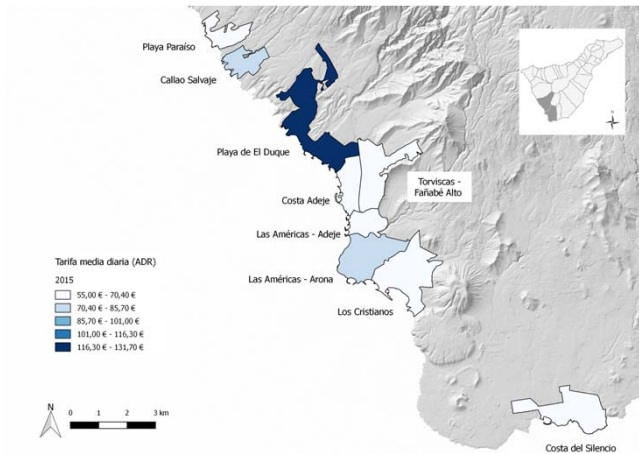 Playa Paraíso
Callao Salvaje
Playa de El Duque
Torviscas -
Fañabé Alto
Costa Adeje
Las Américas - Adeje
Las Américas - Arona
Los Cristianos
Costa del Silencio
Tarifa media diaria (ADR)
2015
55,00 € - 70,40 €
70,40 € - 85,70 €
85,70 € - 101,00 €
101,00 € - 116,30 €
116,30 € - 131,70 €
N
0 1 2 3 km